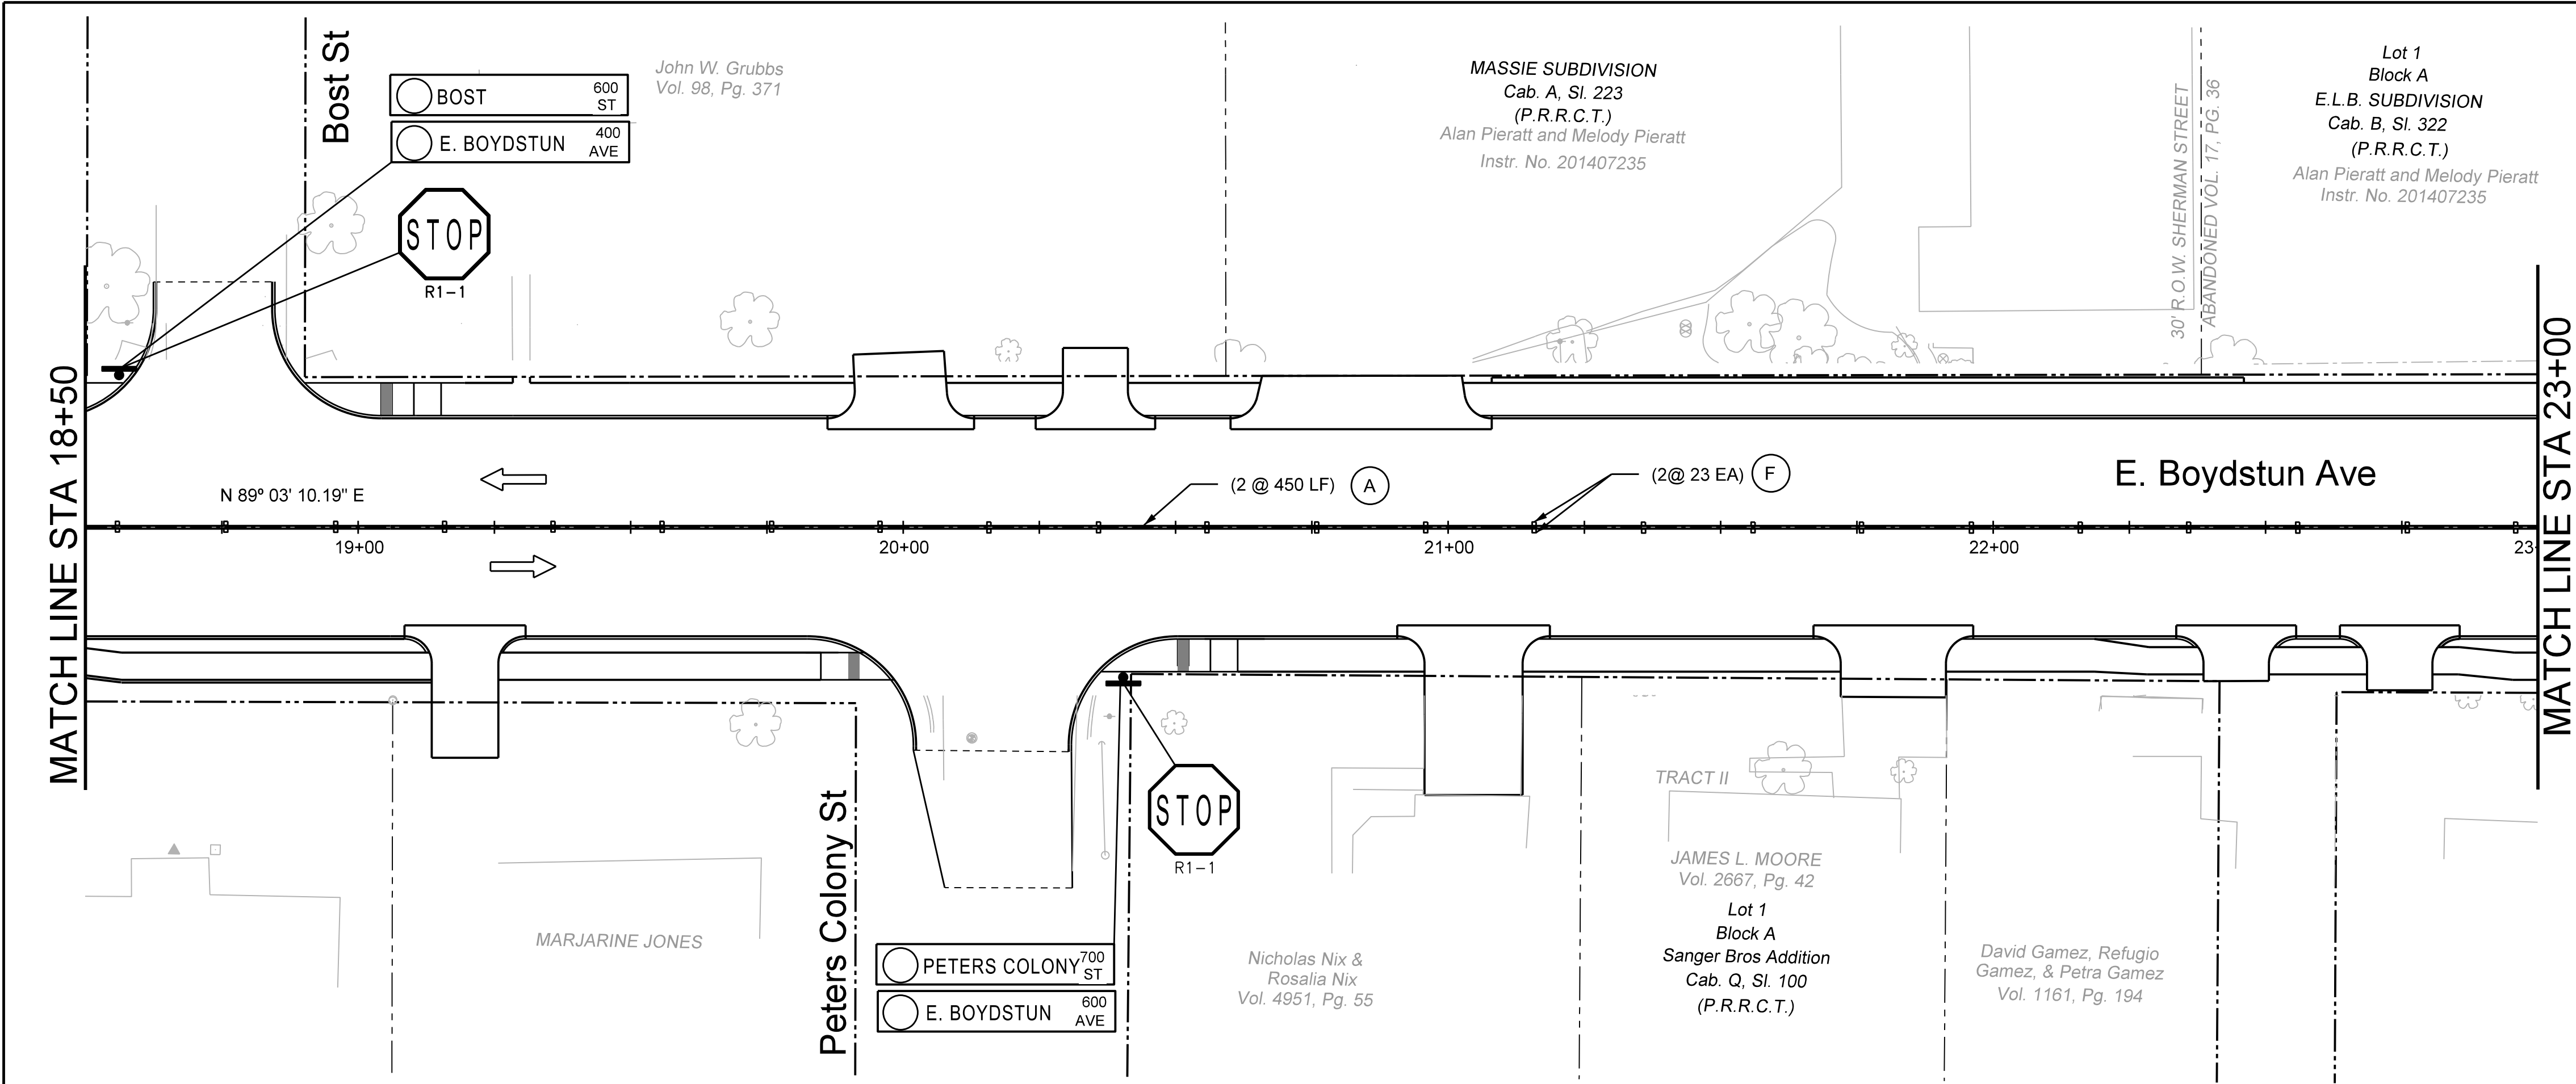 Bost St
BOST 600 ST
E. BOYDSTUN 400 AVE
STOP
R1-1
John W. Grubbs
Vol. 98, Pg. 371
MASSIE SUBDIVISION
Cab. A, Sl. 223
(P.R.R.C.T.)
Alan Pieratt and Melody Pieratt
Instr. No. 201407235
30' R.O.W. SHERMAN STREET
ABANDONED VOL. 17, PG. 36
Lot 1
Block A
E.L.B. SUBDIVISION
Cab. B, Sl. 322
(P.R.R.C.T.)
Alan Pieratt and Melody Pieratt
Instr. No. 201407235
MATCH LINE STA 18+50
N 89° 03' 10.19" E
(2 @ 450 LF) A
(2@ 23 EA) F
E. Boydstun Ave
MATCH LINE STA 23+00
19+00
20+00
21+00
22+00
23+
Peters Colony St
STOP
R1-1
PETERS COLONY 700 ST
E. BOYDSTUN 600 AVE
MARJARINE JONES
Nicholas Nix &
Rosalia Nix
Vol. 4951, Pg. 55
TRACT II
JAMES L. MOORE
Vol. 2667, Pg. 42
Lot 1
Block A
Sanger Bros Addition
Cab. Q, Sl. 100
(P.R.R.C.T.)
David Gamez, Refugio
Gamez, & Petra Gamez
Vol. 1161, Pg. 194